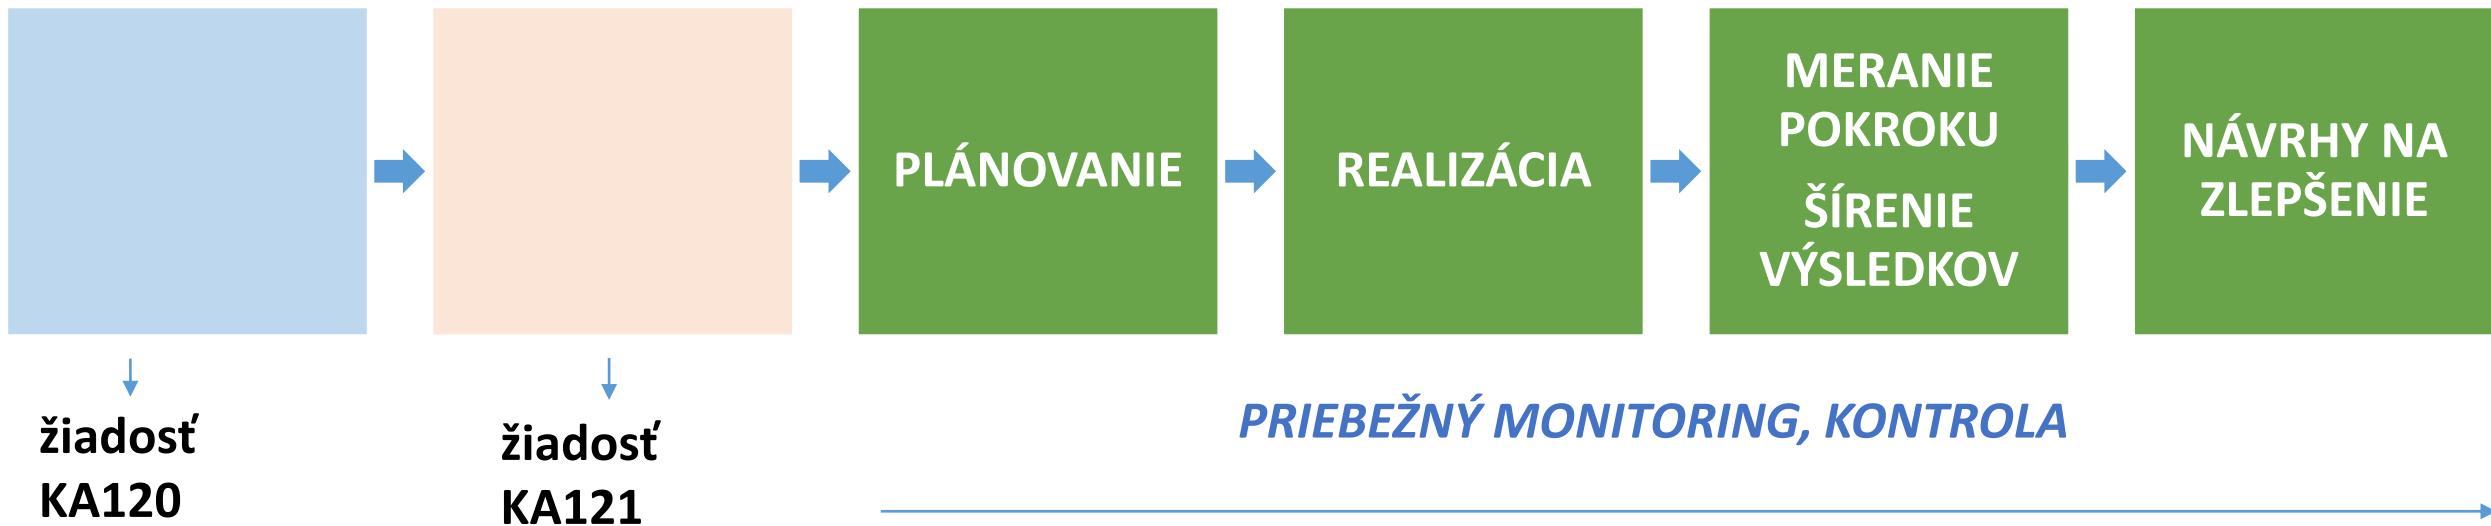 PLÁNOVANIE
REALIZÁCIA
MERANIE
POKROKU
ŠÍRENIE
VÝSLEDKOV
NÁVRHY NA
ZLEPŠENIE
žiadosť
KA120
žiadosť
KA121
PRIEBEŽNÝ MONITORING, KONTROLA